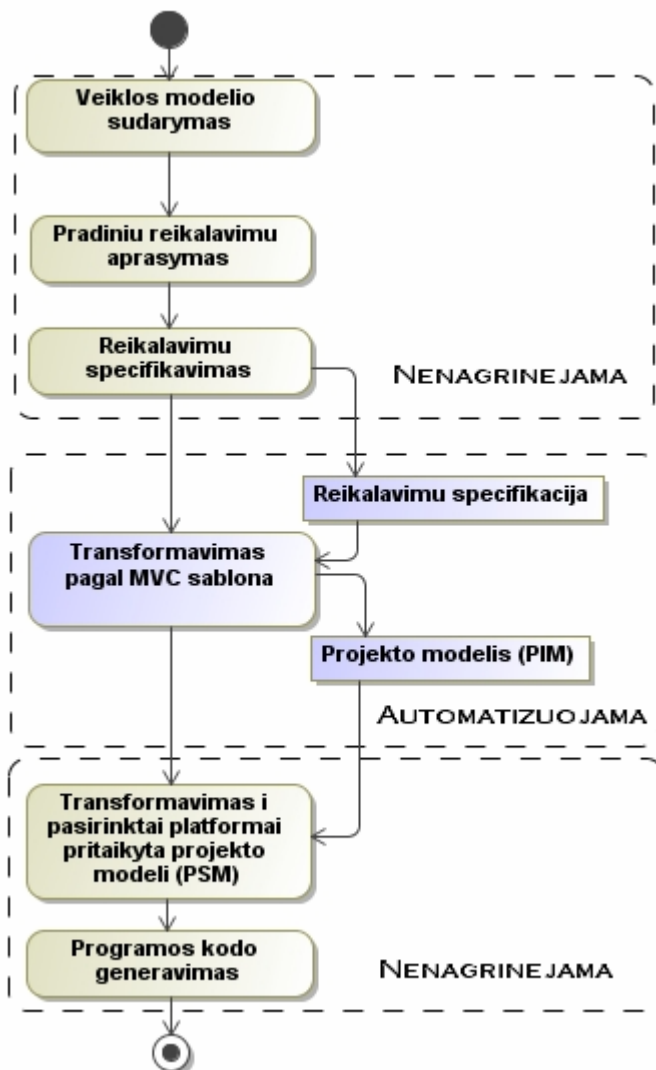 Veiklos modelio
sudarymas
Pradiniu reikalavimu
aprasymas
Reikalavimu
specifikavimas
NENAGRINEJAMA
Reikalavimu specifikacija
Transformavimas
pagal MVC sablona
Projekto modelis (PIM)
AUTOMATIZUOJAMA
Transformavimas i
pasirinktai platformai
pritaikyta projekto
modeli (PSM)
Programos kodo
generavimas
NENAGRINEJAMA